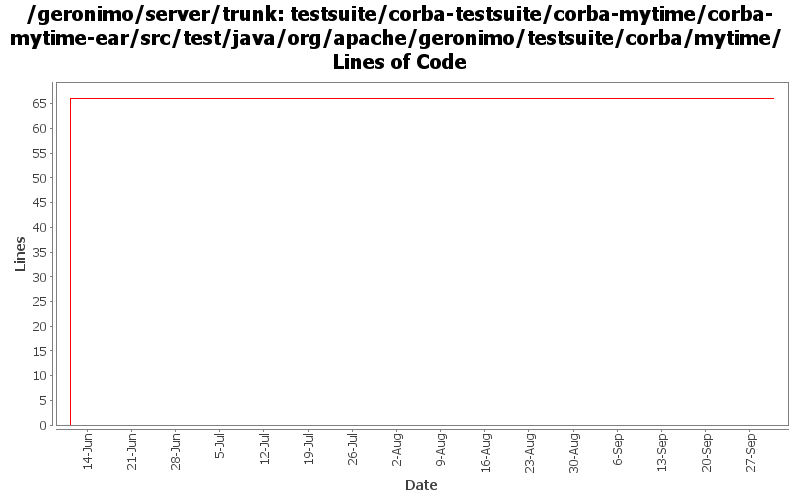 /geronimo/server/trunk: testsuite/corba-testsuite/corba-mytime/corba-
mytime-ear/src/test/java/org/apache/geronimo/testsuite/corba/mytime/
Lines of Code
65
60
55
50
45
40
35
30
25
20
15
10
5
0
Lines
14-Jun
21-Jun
28-Jun
5-Jul
12-Jul
19-Jul
26-Jul
2-Aug
9-Aug
16-Aug
23-Aug
30-Aug
6-Sep
13-Sep
20-Sep
27-Sep
Date